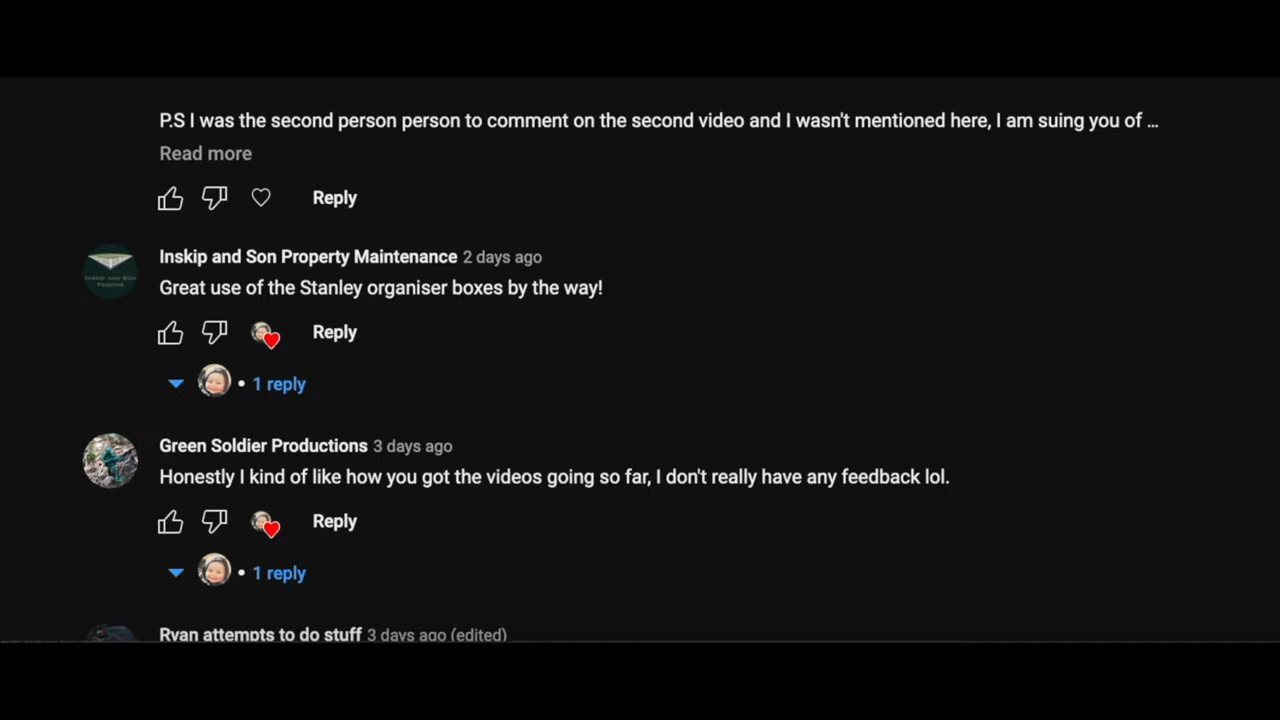 P.S I was the second person person to comment on the second video and I wasn't mentioned here, I am suing you of ...
Read more
Reply
Inskip and Son Property Maintenance 2 days ago
Great use of the Stanley organiser boxes by the way!
Reply
• 1 reply
Green Soldier Productions 3 days ago
Honestly I kind of like how you got the videos going so far, I don't really have any feedback lol.
Reply
• 1 reply
Ryan attempts to do stuff 3 days ago (edited)